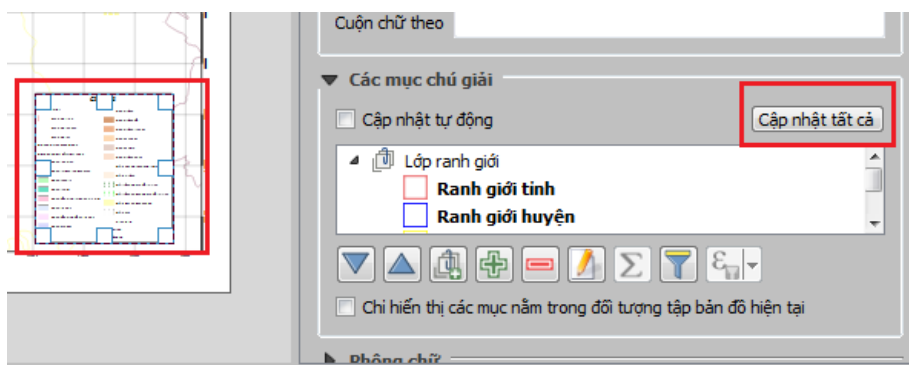 Cuộn chữ theo
Các mục chú giải
Cập nhật tự động
Cập nhật tất cả
Lớp ranh giới
Ranh giới tỉnh
Ranh giới huyện
Chỉ hiển thị các mục nằm trong đối tượng tập bản đồ hiện tại
Phông chữ